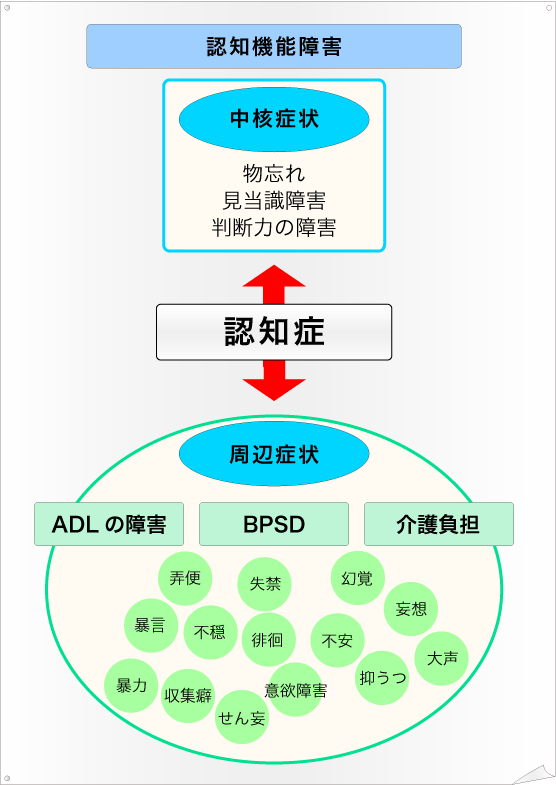 認知機能障害
中核症状
物忘れ
見当識障害
判断力の障害
認知症
周辺症状
ADLの障害
BPSD
介護負担
弄便
失禁
幻覚
妄想
暴言
不穏
徘徊
不安
大声
暴力
収集癖
せん妄
意欲障害
抑うつ